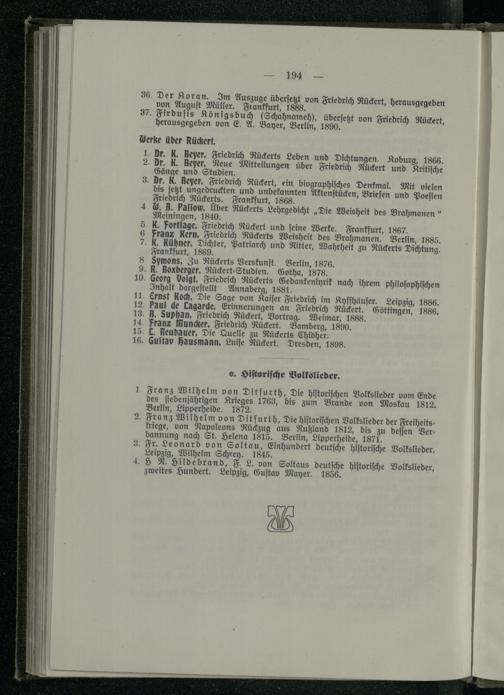 — 194 —
36. Der Koran. Im Auszuge übersetzt von Friedrich Rückert, herausgegeben
von August Müller. Frankfurt, 1888.
37. Firdusis Königsbuch (Schahnameh), übersetzt von Friedrich Rückert,
herausgegeben von E. A. Bayer, Berlin, 1890.
Werke über Rückert.
1. Dr. K. Beyer, Friedrich Rückerts Leben und Dichtungen. Koburg, 1866.
2. Dr. K. Beyer, Neue Mitteilungen über Friedrich Rückert und Kritische
Gänge und Studien.
3. Dr. K. Beyer, Friedrich Rückert, ein biographisches Denkmal. Mit vielen
bis jetzt ungedruckten und unbekannten Aktenstücken, Briefen und Poesien
Friedrich Rückerts. Frankfurt, 1868.
4 W. A. Passow, Über Rückerts Lehrgedicht „Die Weisheit des Brahmanen“
Meiningen, 1840.
5 K. Fortlage, Friedrich Rückert und seine Werke. Frankfurt, 1867.
6 Franz Kern, Friedrich Rückerts Weisheit des Brahmanen. Berlin, 1885.
7. K. Kühner, Dichter, Patriarch und Ritter, Wahrheit zu Rückerts Dichtung.
Frankfurt, 1869.
8 Symons, Zu Rückerts Verskunst. Berlin, 1876.
9. R. Boxberger, Rückert-Studien. Gotha, 1878.
10. Georg Voigt, Friedrich Rückerts Gedankenlyrik nach ihrem philosophischen
Inhalt dargestellt Annaberg, 1881.
11. Ernst Koch, Die Sage von Kaiser Friedrich im Kyffhäuser. Leipzig, 1886.
12. Paul de Lagarde, Erinnerungen an Friedrich Rückert. Göttingen, 1886.
13. B. Suphan, Friedrich Rückert, Vortrag. Weimar, 1888.
14. Franz Muncker, Friedrich Rückert. Bamberg, 1890.
15. L. Neubauer, Die Quelle zu Rückerts Chidher.
16. Gustav Hausmann, Luise Rückert. Dresden, 1898.
e. Historische Volkslieder.
1 Franz Wilhelm von Ditfurth, Die historischen Volkslieder vom Ende
des siebenjährigen Krieges 1763, bis zum Brande von Moskau 1812.
Berlin, Lipperheide. 1872.
2. Franz Wilhelm von Ditfurth, Die historischen Volkslieder der Freiheits-
kriege, von Napoleons Rückzug aus Rußland 1812, bis zu dessen Ver-
bannung nach St. Helena 1815. Berlin, Lipperheide, 1871.
3. Fr. Leonard von Soltau, Einhundert deutsche historische Volkslieder.
Leipzig, Wilhelm Schrey. 1845.
4. H R. Hildebrand, F. L. von Soltaus deutsche historische Volkslieder,
zweites Hundert. Leipzig, Gustav Mayer. 1856.